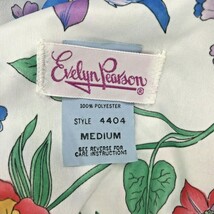 Evelyn Pearson
®
100% POLYESTER
STYLE 4404
MEDIUM
SEE REVERSE FOR
CARE INSTRUCTIONS